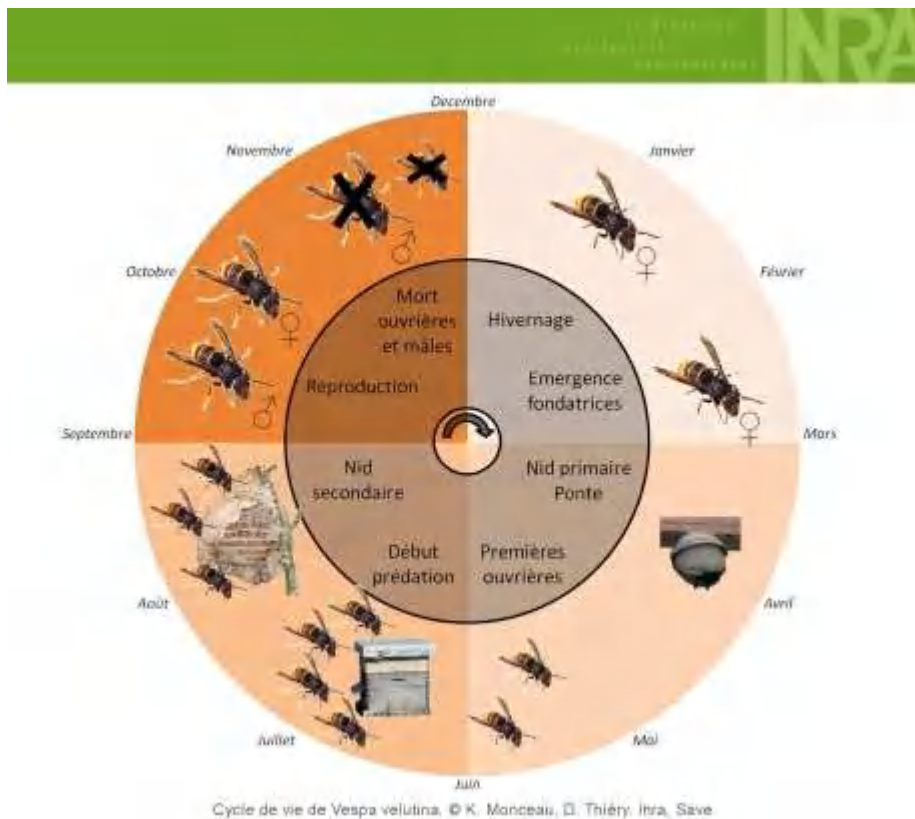 INRA
Decembre
Novembre
Janvier
Octobre
Février
Mort
ouvrières
et mâles
Hivernage
Reproduction
Emergence
fondatrices
Septembre
Mars
Nid
secondaire
Nid primaire
Ponte
Début
prédation
Premières
ouvrières
Août
Avril
Juillet
Mai
Juin
Cycle de vie de Vespa velutina, © K. Monceau, D. Thiéry. Inra, Save